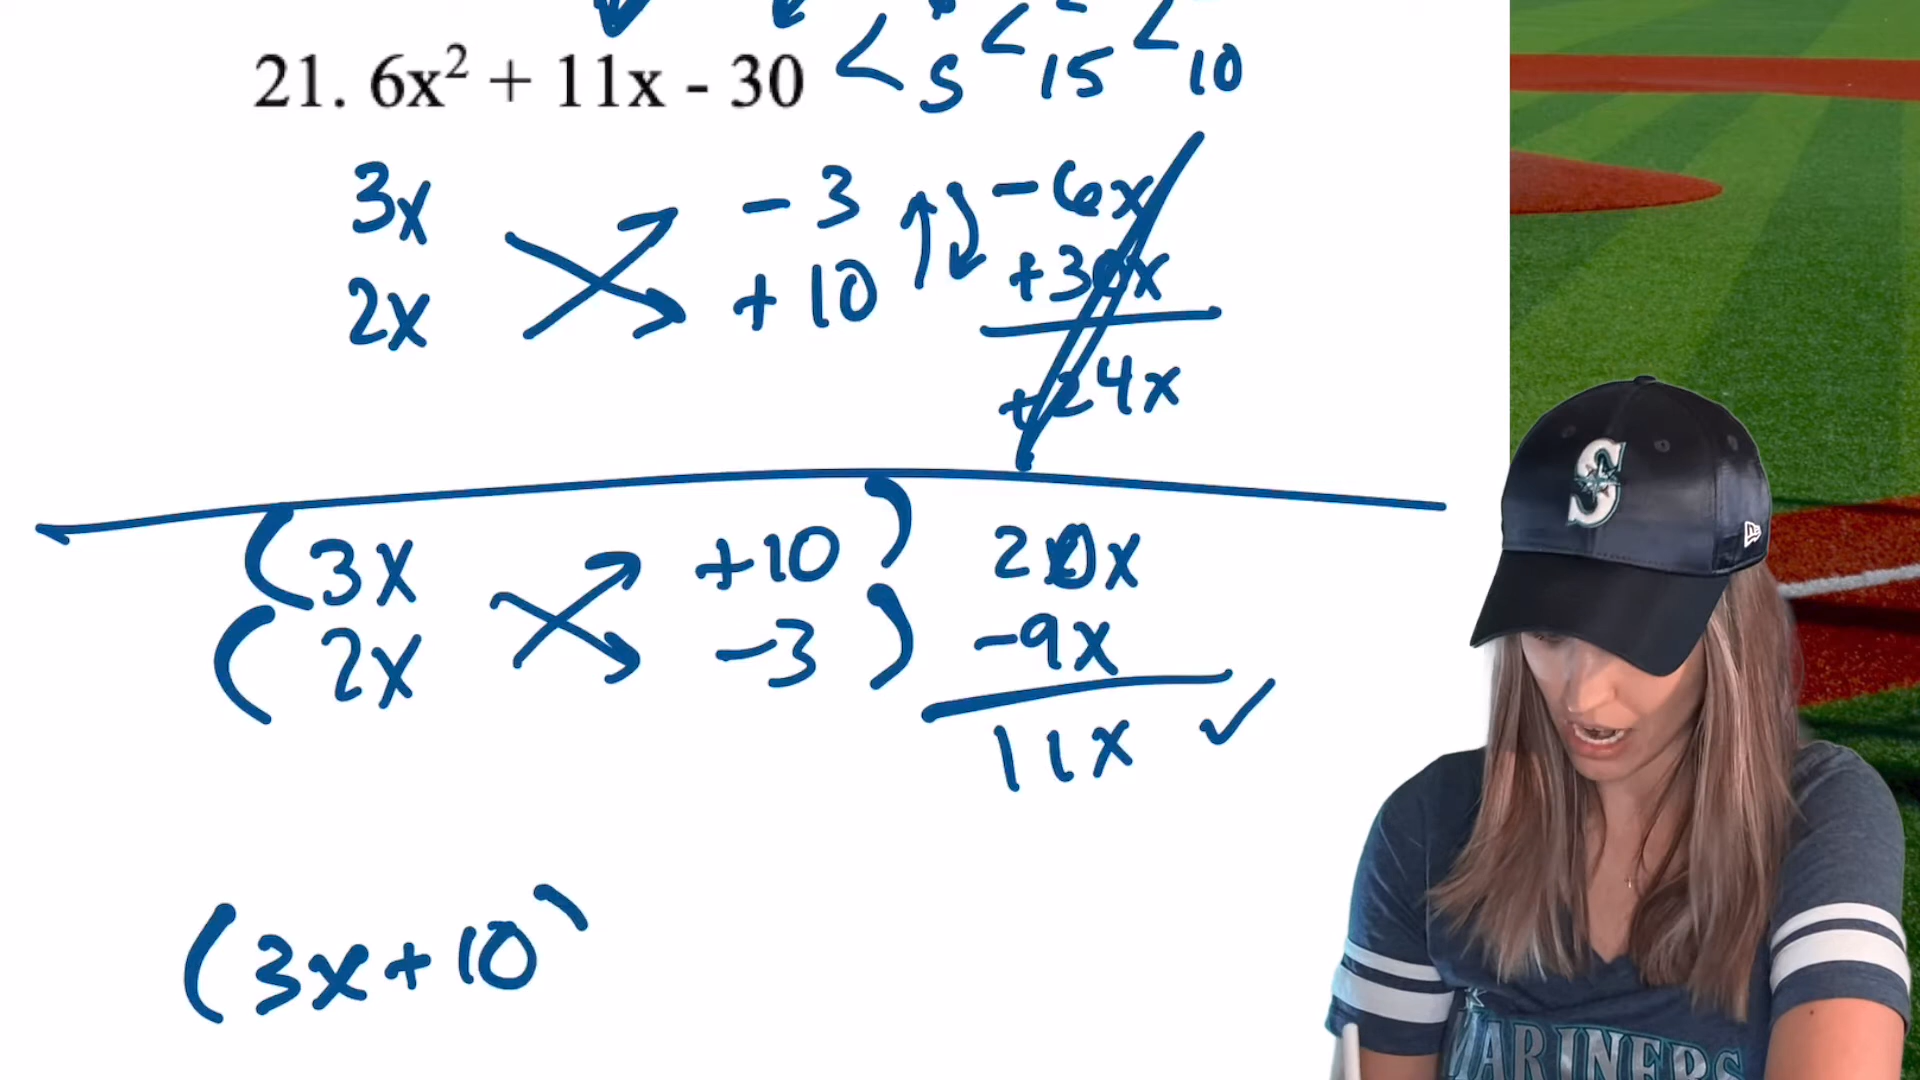 < 5 < 15 < 10
21. 6x² + 11x - 30
3x - 3 - 6x
2x + 10 + 30x
+24x
(3x +10) 20x
(2x -3) -9x
11x ✓
(3x+10)
S
MARINERS